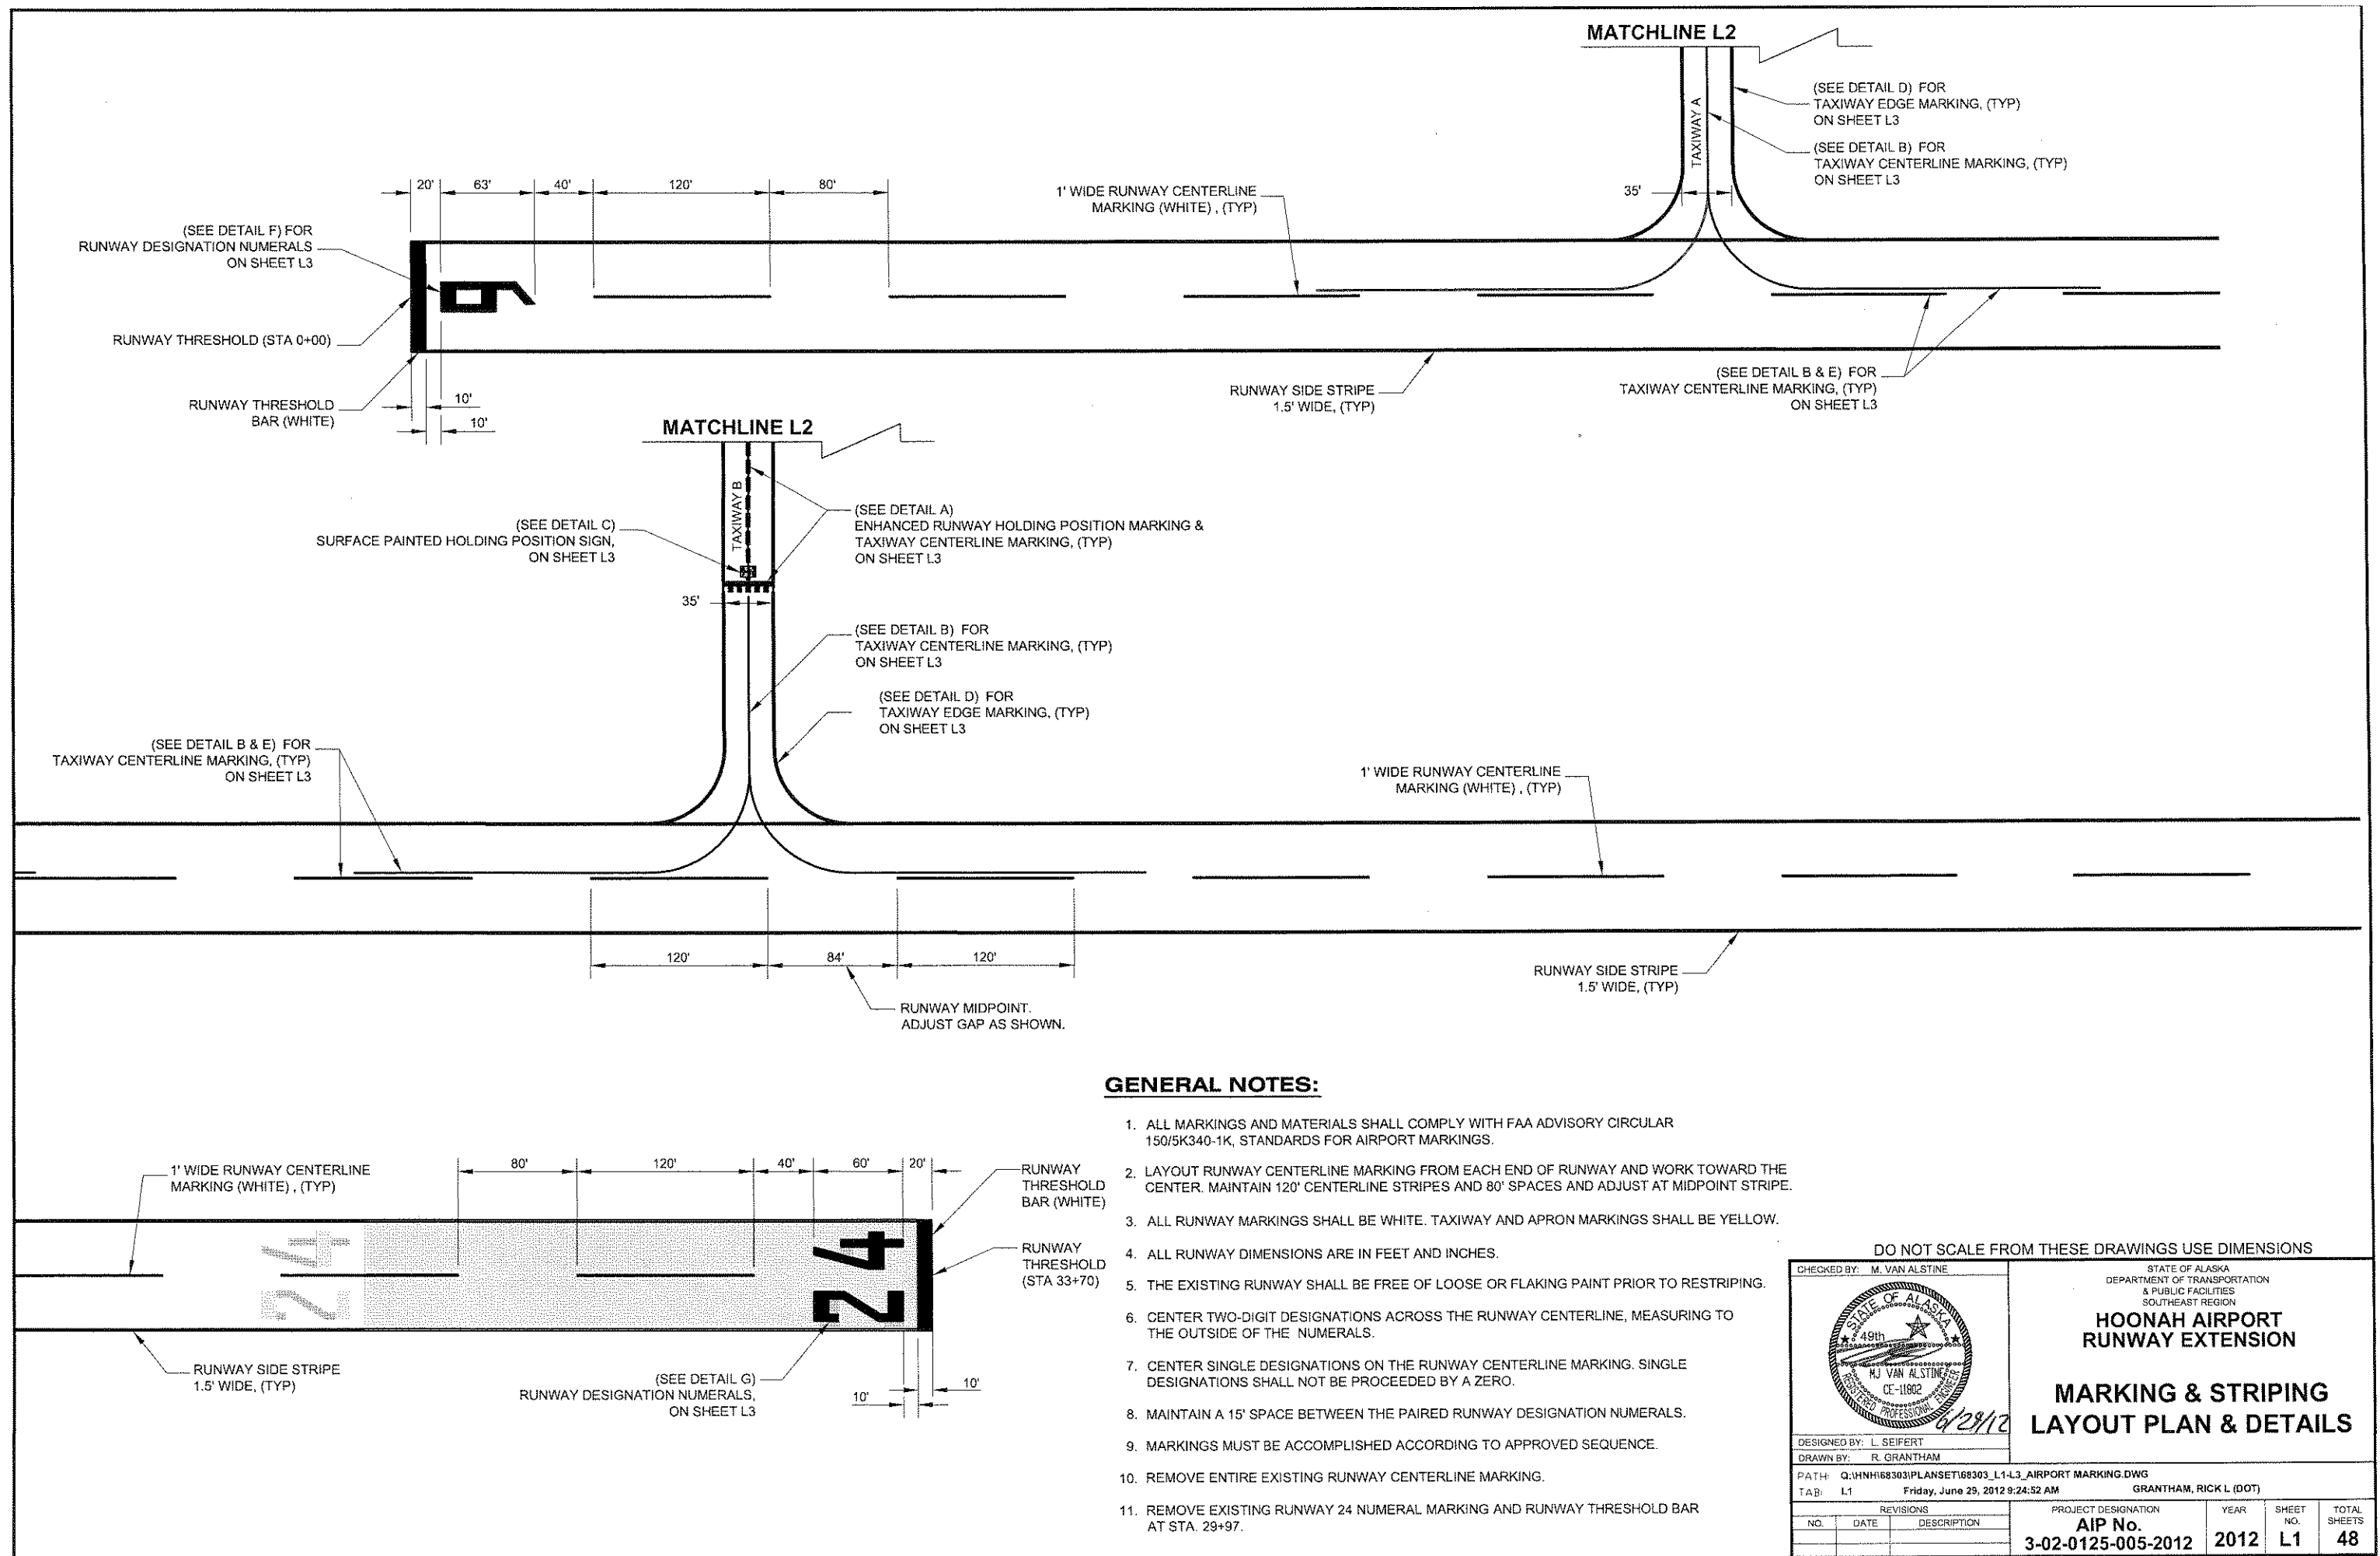 MATCHLINE L2
(SEE DETAIL D) FOR
TAXIWAY EDGE MARKING, (TYP)
ON SHEET L3
TAXIWAY A
(SEE DETAIL B) FOR
TAXIWAY CENTERLINE MARKING, (TYP)
ON SHEET L3
20'
63'
40'
120'
80'
1' WIDE RUNWAY CENTERLINE
MARKING (WHITE) , (TYP)
35'
(SEE DETAIL F) FOR
RUNWAY DESIGNATION NUMERALS
ON SHEET L3
9
RUNWAY THRESHOLD (STA 0+00)
RUNWAY THRESHOLD
BAR (WHITE)
10'
10'
RUNWAY SIDE STRIPE
1.5' WIDE, (TYP)
(SEE DETAIL B & E) FOR
TAXIWAY CENTERLINE MARKING, (TYP)
ON SHEET L3
MATCHLINE L2
TAXIWAY B
(SEE DETAIL C)
SURFACE PAINTED HOLDING POSITION SIGN,
ON SHEET L3
(SEE DETAIL A)
ENHANCED RUNWAY HOLDING POSITION MARKING &
TAXIWAY CENTERLINE MARKING, (TYP)
ON SHEET L3
35'
(SEE DETAIL B) FOR
TAXIWAY CENTERLINE MARKING, (TYP)
ON SHEET L3
(SEE DETAIL D) FOR
TAXIWAY EDGE MARKING, (TYP)
ON SHEET L3
(SEE DETAIL B & E) FOR
TAXIWAY CENTERLINE MARKING, (TYP)
ON SHEET L3
1' WIDE RUNWAY CENTERLINE
MARKING (WHITE) , (TYP)
120'
84'
120'
RUNWAY MIDPOINT.
ADJUST GAP AS SHOWN.
RUNWAY SIDE STRIPE
1.5' WIDE, (TYP)
1' WIDE RUNWAY CENTERLINE
MARKING (WHITE) , (TYP)
80'
120'
40'
60'
20'
RUNWAY
THRESHOLD
BAR (WHITE)
RUNWAY
THRESHOLD
(STA 33+70)
24
24
RUNWAY SIDE STRIPE
1.5' WIDE, (TYP)
(SEE DETAIL G)
RUNWAY DESIGNATION NUMERALS,
ON SHEET L3
10'
10'
GENERAL NOTES:
1. ALL MARKINGS AND MATERIALS SHALL COMPLY WITH FAA ADVISORY CIRCULAR
150/5K340-1K, STANDARDS FOR AIRPORT MARKINGS.
2. LAYOUT RUNWAY CENTERLINE MARKING FROM EACH END OF RUNWAY AND WORK TOWARD THE
CENTER. MAINTAIN 120' CENTERLINE STRIPES AND 80' SPACES AND ADJUST AT MIDPOINT STRIPE.
3. ALL RUNWAY MARKINGS SHALL BE WHITE. TAXIWAY AND APRON MARKINGS SHALL BE YELLOW.
4. ALL RUNWAY DIMENSIONS ARE IN FEET AND INCHES.
5. THE EXISTING RUNWAY SHALL BE FREE OF LOOSE OR FLAKING PAINT PRIOR TO RESTRIPING.
6. CENTER TWO-DIGIT DESIGNATIONS ACROSS THE RUNWAY CENTERLINE, MEASURING TO
THE OUTSIDE OF THE NUMERALS.
7. CENTER SINGLE DESIGNATIONS ON THE RUNWAY CENTERLINE MARKING. SINGLE
DESIGNATIONS SHALL NOT BE PROCEEDED BY A ZERO.
8. MAINTAIN A 15' SPACE BETWEEN THE PAIRED RUNWAY DESIGNATION NUMERALS.
9. MARKINGS MUST BE ACCOMPLISHED ACCORDING TO APPROVED SEQUENCE.
10. REMOVE ENTIRE EXISTING RUNWAY CENTERLINE MARKING.
11. REMOVE EXISTING RUNWAY 24 NUMERAL MARKING AND RUNWAY THRESHOLD BAR
AT STA. 29+97.
DO NOT SCALE FROM THESE DRAWINGS USE DIMENSIONS
CHECKED BY: M. VAN ALSTINE
STATE OF ALASKA
49th
MJ VAN ALSTINE
CE-11802
REGISTERED PROFESSIONAL ENGINEER
6/29/12
DESIGNED BY: L. SEIFERT
DRAWN BY: R. GRANTHAM
STATE OF ALASKA
DEPARTMENT OF TRANSPORTATION
& PUBLIC FACILITIES
SOUTHEAST REGION
HOONAH AIRPORT
RUNWAY EXTENSION
MARKING & STRIPING
LAYOUT PLAN & DETAILS
PATH: Q:\HNH\68303\PLANSET\68303_L1-L3_AIRPORT MARKING.DWG
TAB: L1 Friday, June 29, 2012 9:24:52 AM GRANTHAM, RICK L (DOT)
REVISIONS
NO. DATE DESCRIPTION
PROJECT DESIGNATION
AIP No.
3-02-0125-005-2012
YEAR
2012
SHEET
NO.
L1
TOTAL
SHEETS
48